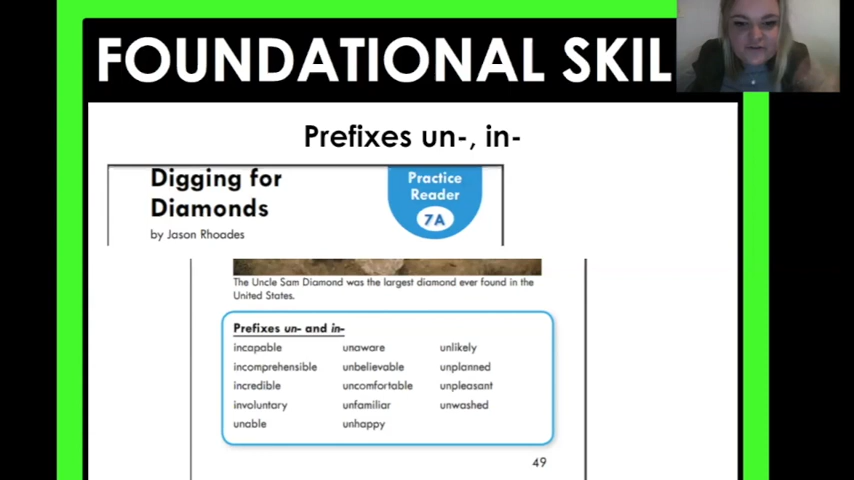 FOUNDATIONAL SKIL
Prefixes un-, in-
Digging for
Diamonds
by Jason Rhoades
Practice
Reader
7A
The Uncle Sam Diamond was the largest diamond ever found in the
United States.
Prefixes un- and in-
incapable unaware unlikely
incomprehensible unbelievable unplanned
incredible uncomfortable unpleasant
involuntary unfamiliar unwashed
unable unhappy
49